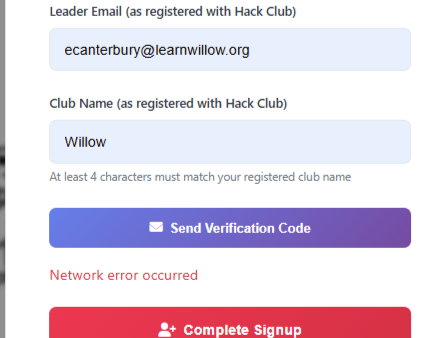 Leader Email (as registered with Hack Club)
ecanterbury@learnwillow.org
Club Name (as registered with Hack Club)
Willow
At least 4 characters must match your registered club name
Send Verification Code
Network error occurred
Complete Signup